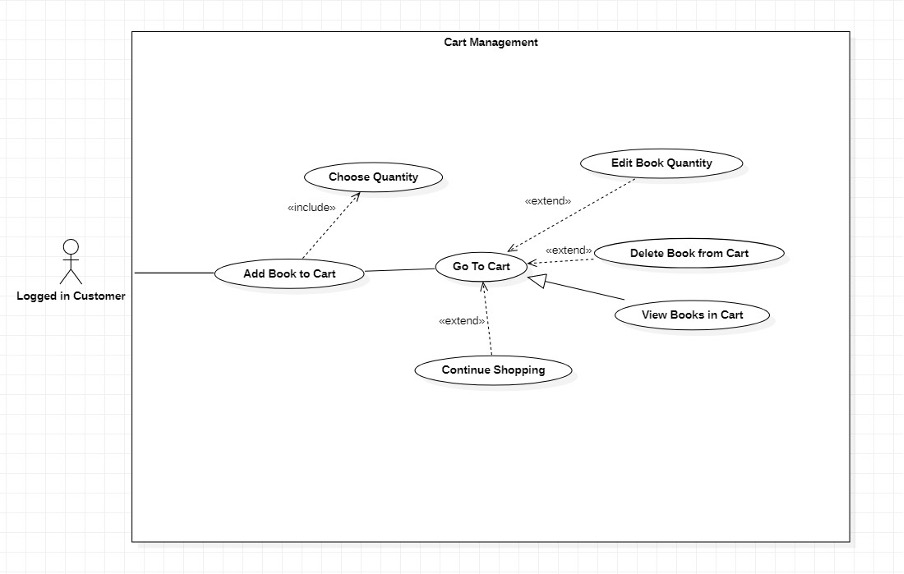 Cart Management
Edit Book Quantity
Choose Quantity
«extend»
«include»
«extend»
Delete Book from Cart
Go To Cart
Add Book to Cart
Logged in Customer
View Books in Cart
«extend»
Continue Shopping